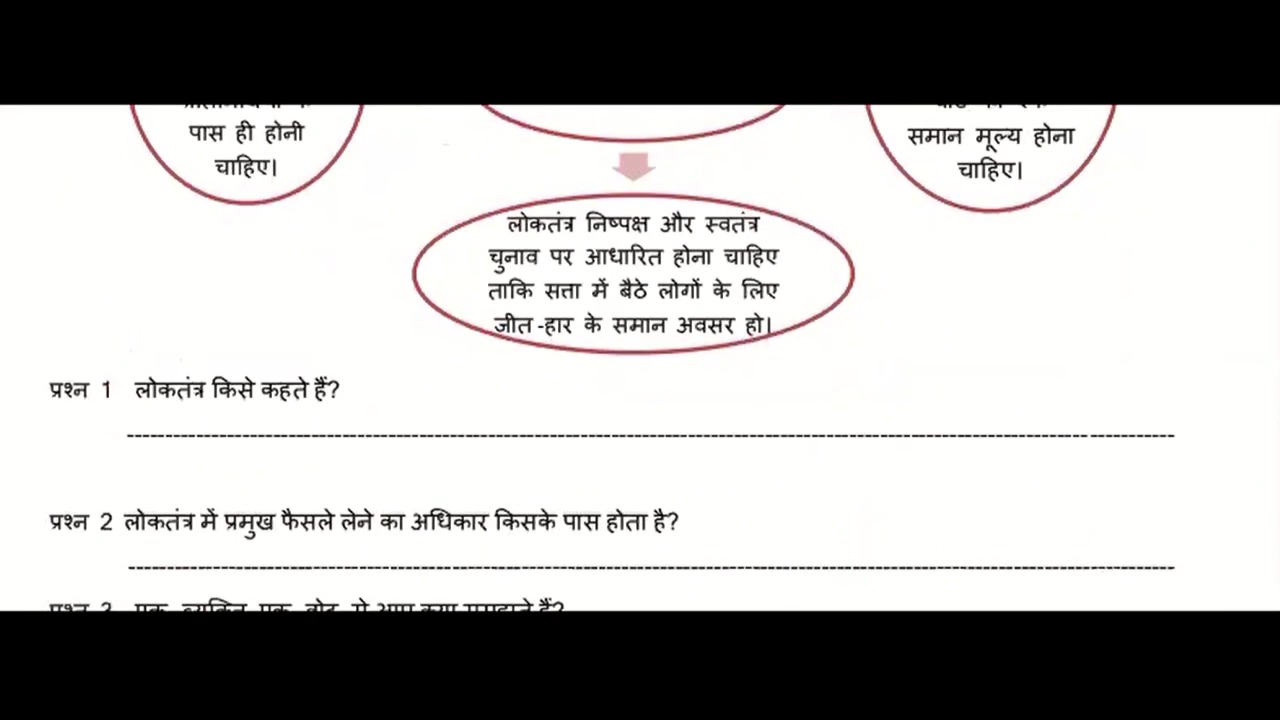 पास ही होनी
चाहिए।
समान मूल्य होना
चाहिए।
लोकतंत्र निष्पक्ष और स्वतंत्र
चुनाव पर आधारित होना चाहिए
ताकि सत्ता में बैठे लोगों के लिए
जीत -हार के समान अवसर हो।
प्रश्न 1 लोकतंत्र किसे कहते हैं?
प्रश्न 2 लोकतंत्र में प्रमुख फैसले लेने का अधिकार किसके पास होता है?